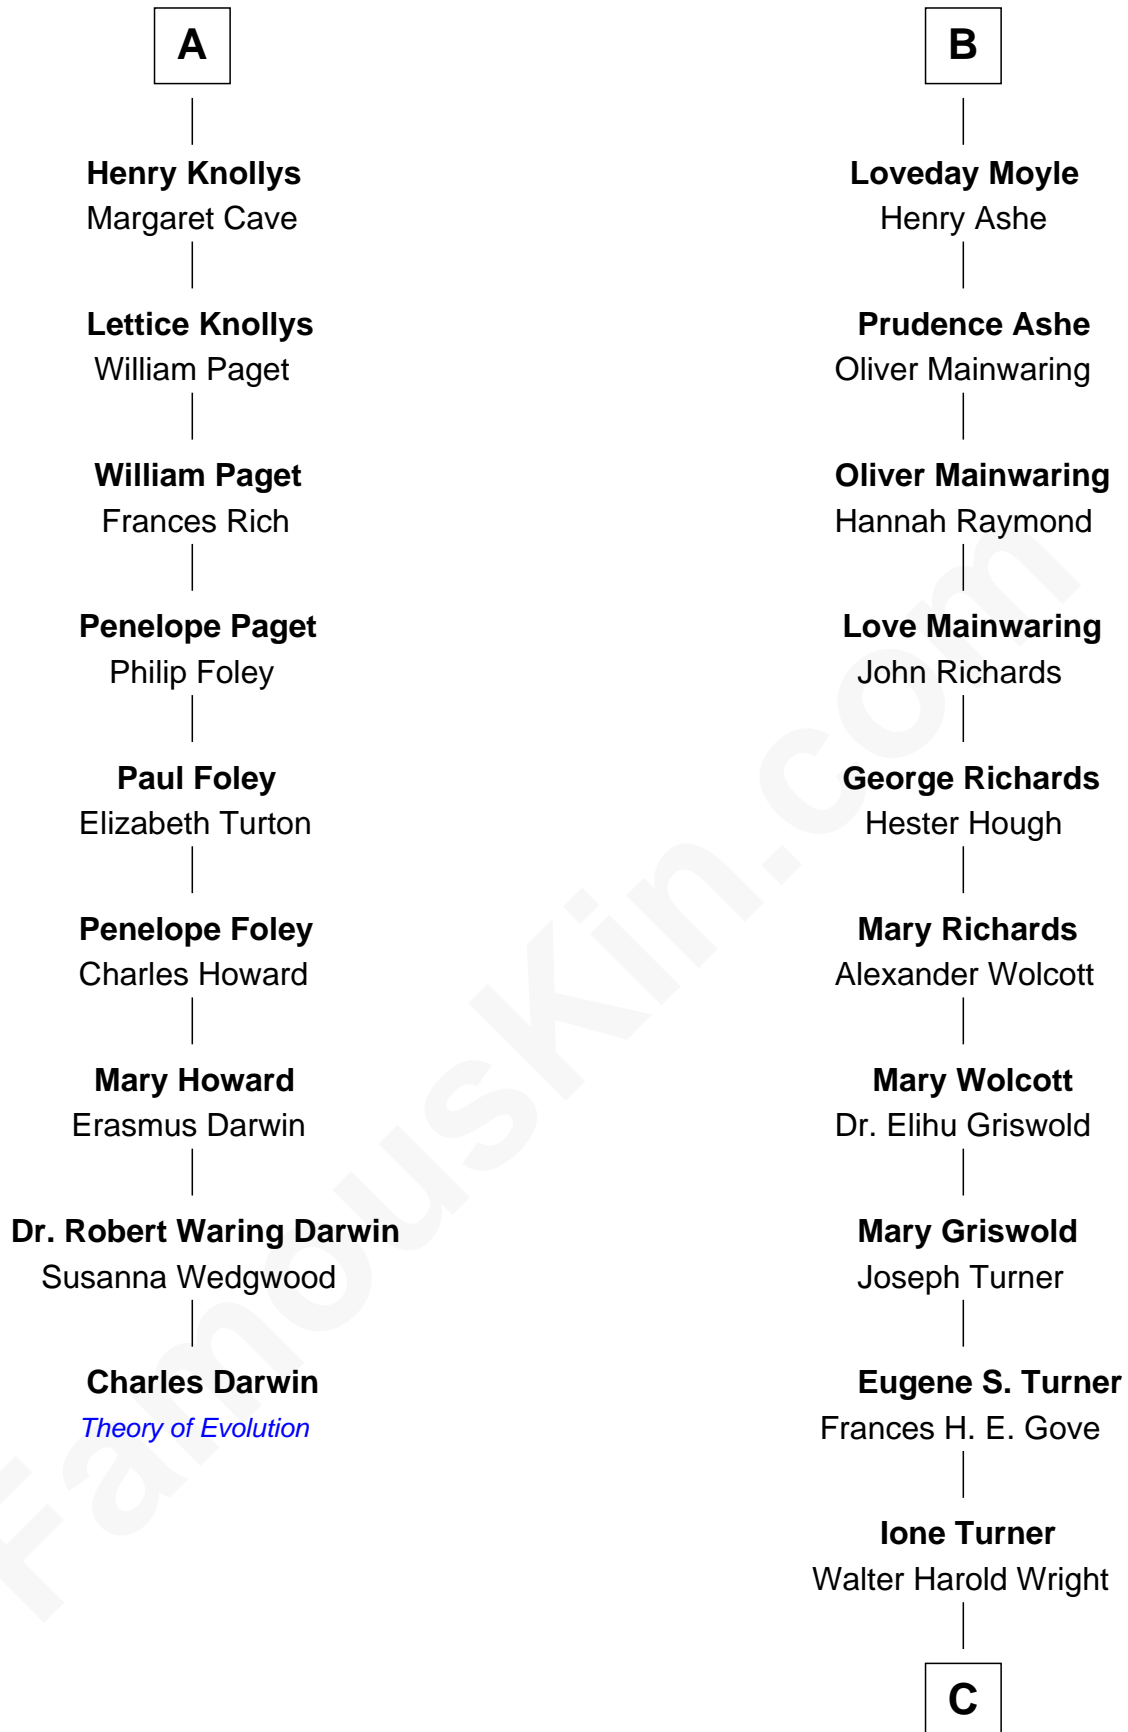 A
Henry Knollys
Margaret Cave
Lettice Knollys
William Paget
William Paget
Frances Rich
Penelope Paget
Philip Foley
Paul Foley
Elizabeth Turton
Penelope Foley
Charles Howard
Mary Howard
Erasmus Darwin
Dr. Robert Waring Darwin
Susanna Wedgwood
Charles Darwin
Theory of Evolution
B
Loveday Moyle
Henry Ashe
Prudence Ashe
Oliver Mainwaring
Oliver Mainwaring
Hannah Raymond
Love Mainwaring
John Richards
George Richards
Hester Hough
Mary Richards
Alexander Wolcott
Mary Wolcott
Dr. Elihu Griswold
Mary Griswold
Joseph Turner
Eugene S. Turner
Frances H. E. Gove
Ione Turner
Walter Harold Wright
C
FamousKin.com